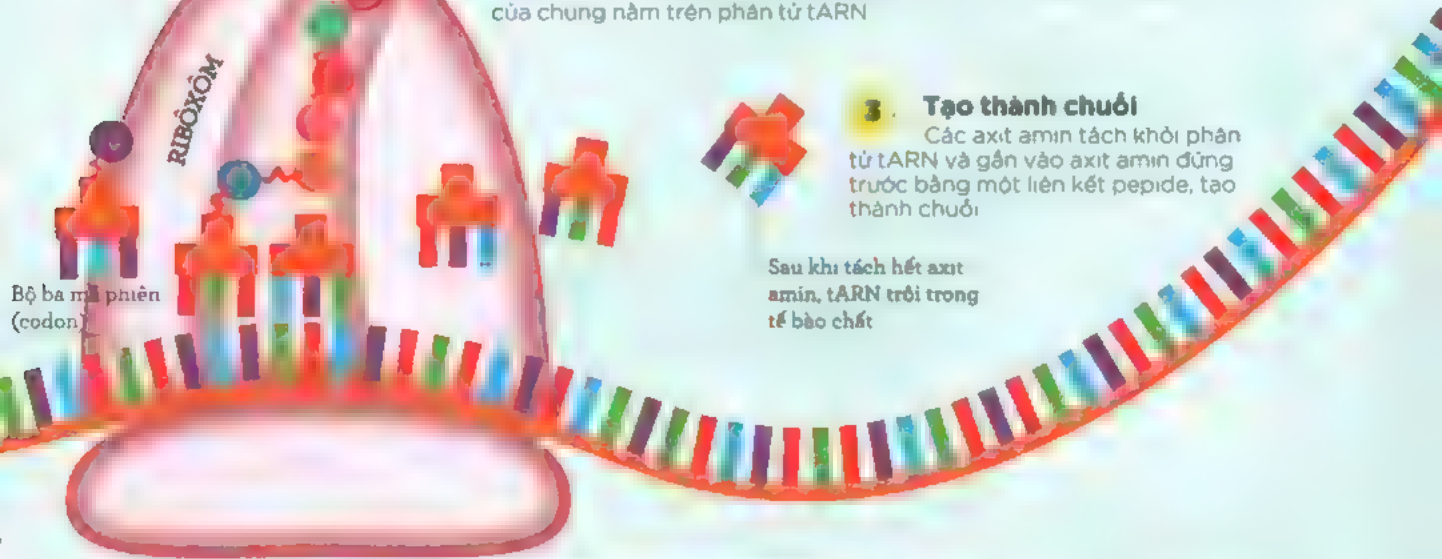 của chúng nằm trên phân tử tARN
RIBÔXÔM
3. Tạo thành chuỗi
Các axit amin tách khỏi phân
tử tARN và gắn vào axit amin đứng
trước bằng một liên kết pepide, tạo
thành chuỗi
Sau khi tách hết axit
amin, tARN trôi trong
tế bào chất
Bộ ba mã phiên
(codon)